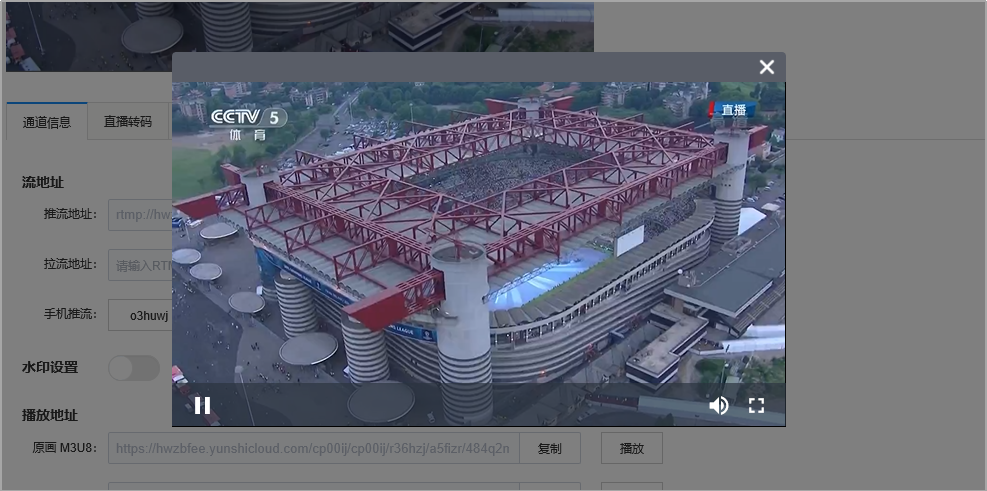 CCTV 5
体育
直播
通道信息
直播转码
流地址
推流地址: rtmp://hw
拉流地址: 请输入RTM
手机推流: o3huwj
水印设置
播放地址
原画 M3U8: https://hwzbfee.yunshicloud.com/cp00ij/cp00ij/r36hzj/a5fizr/484q2n 复制 播放